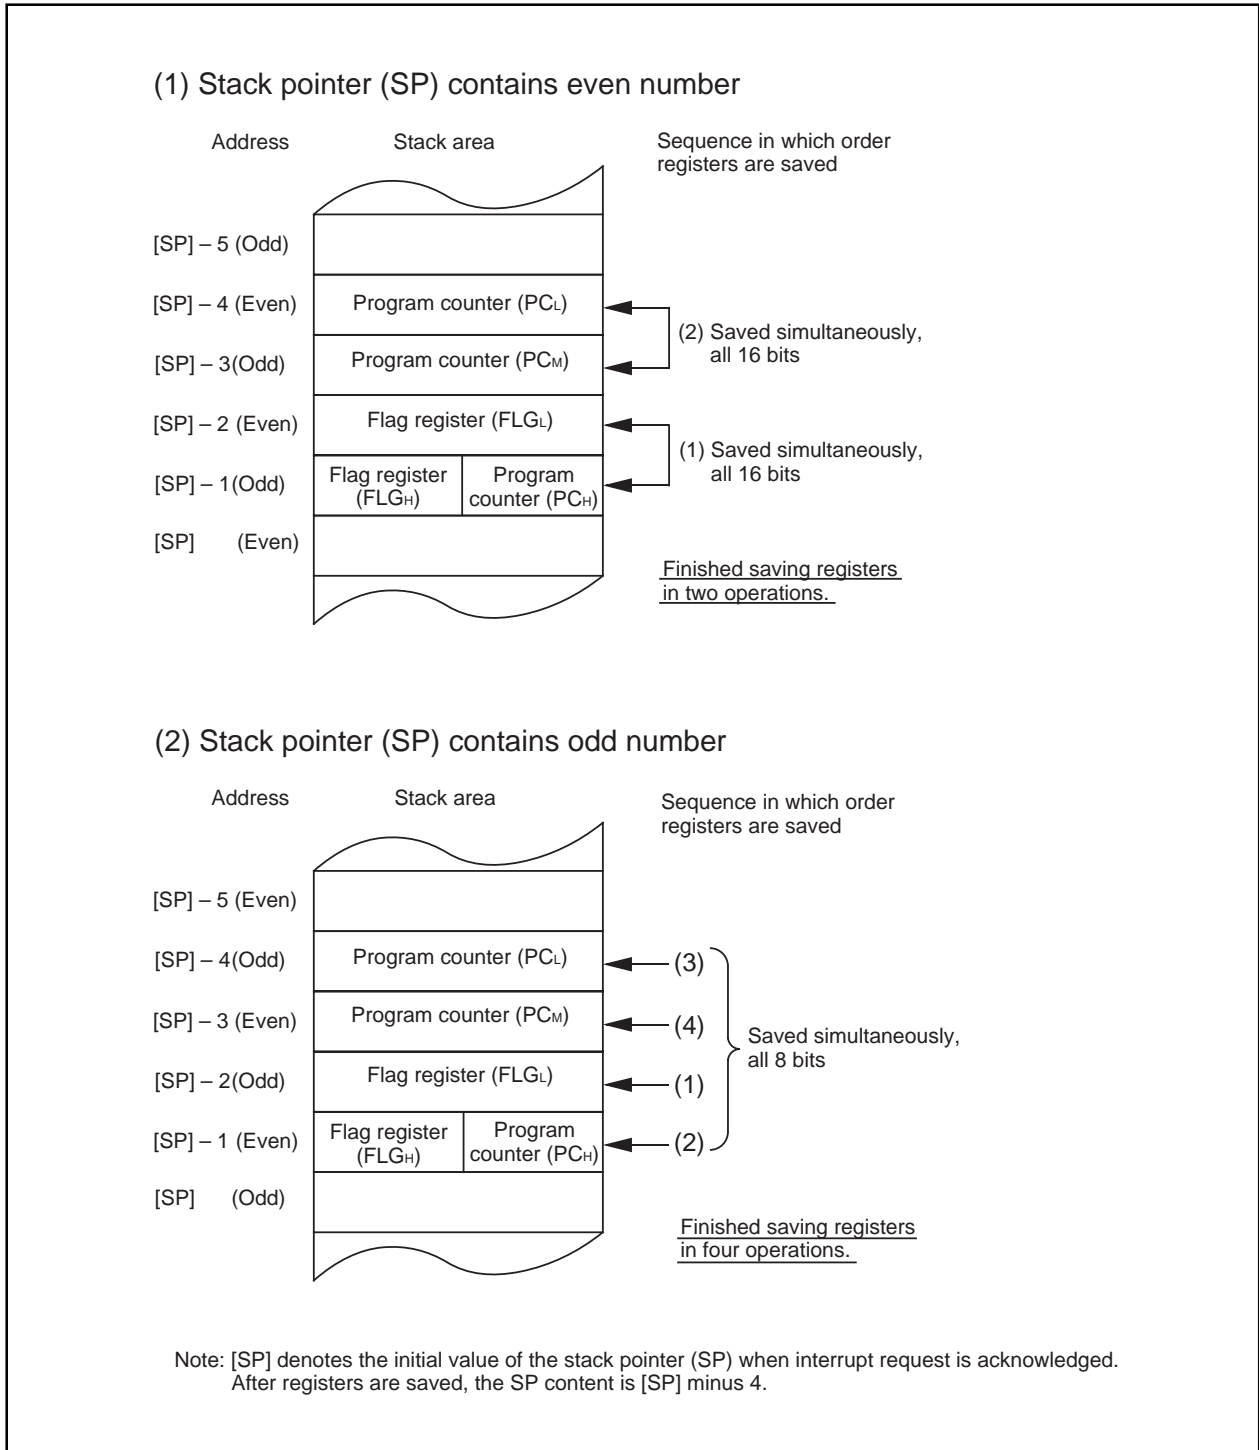 (1) Stack pointer (SP) contains even number
Address Stack area Sequence in which order
registers are saved
[SP] – 5 (Odd)
[SP] – 4 (Even) Program counter (PCL)
(2) Saved simultaneously,
all 16 bits
[SP] – 3(Odd) Program counter (PCM)
[SP] – 2 (Even) Flag register (FLGL)
(1) Saved simultaneously,
all 16 bits
[SP] – 1(Odd) Flag register
(FLGH)
Program
counter (PCH)
[SP] (Even)
Finished saving registers
in two operations.
(2) Stack pointer (SP) contains odd number
Address Stack area Sequence in which order
registers are saved
[SP] – 5 (Even)
[SP] – 4(Odd) Program counter (PCL) (3)
[SP] – 3 (Even) Program counter (PCM) (4)
Saved simultaneously,
all 8 bits
[SP] – 2(Odd) Flag register (FLGL) (1)
[SP] – 1 (Even) Flag register
(FLGH)
Program
counter (PCH)
(2)
[SP] (Odd)
Finished saving registers
in four operations.
Note: [SP] denotes the initial value of the stack pointer (SP) when interrupt request is acknowledged.
After registers are saved, the SP content is [SP] minus 4.